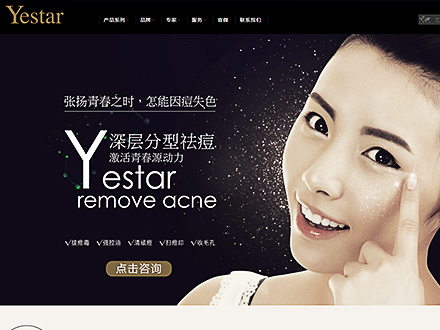 Yestar
产品系列 品牌 专家 服务 官微 联系我们
张扬青春之时,怎能因痘失色
深层分型祛痘
激活青春源动力
Yestar
remove acne
√拔痘毒 √强控油 √清顽痘 √扫痘印 √收毛孔
点击咨询